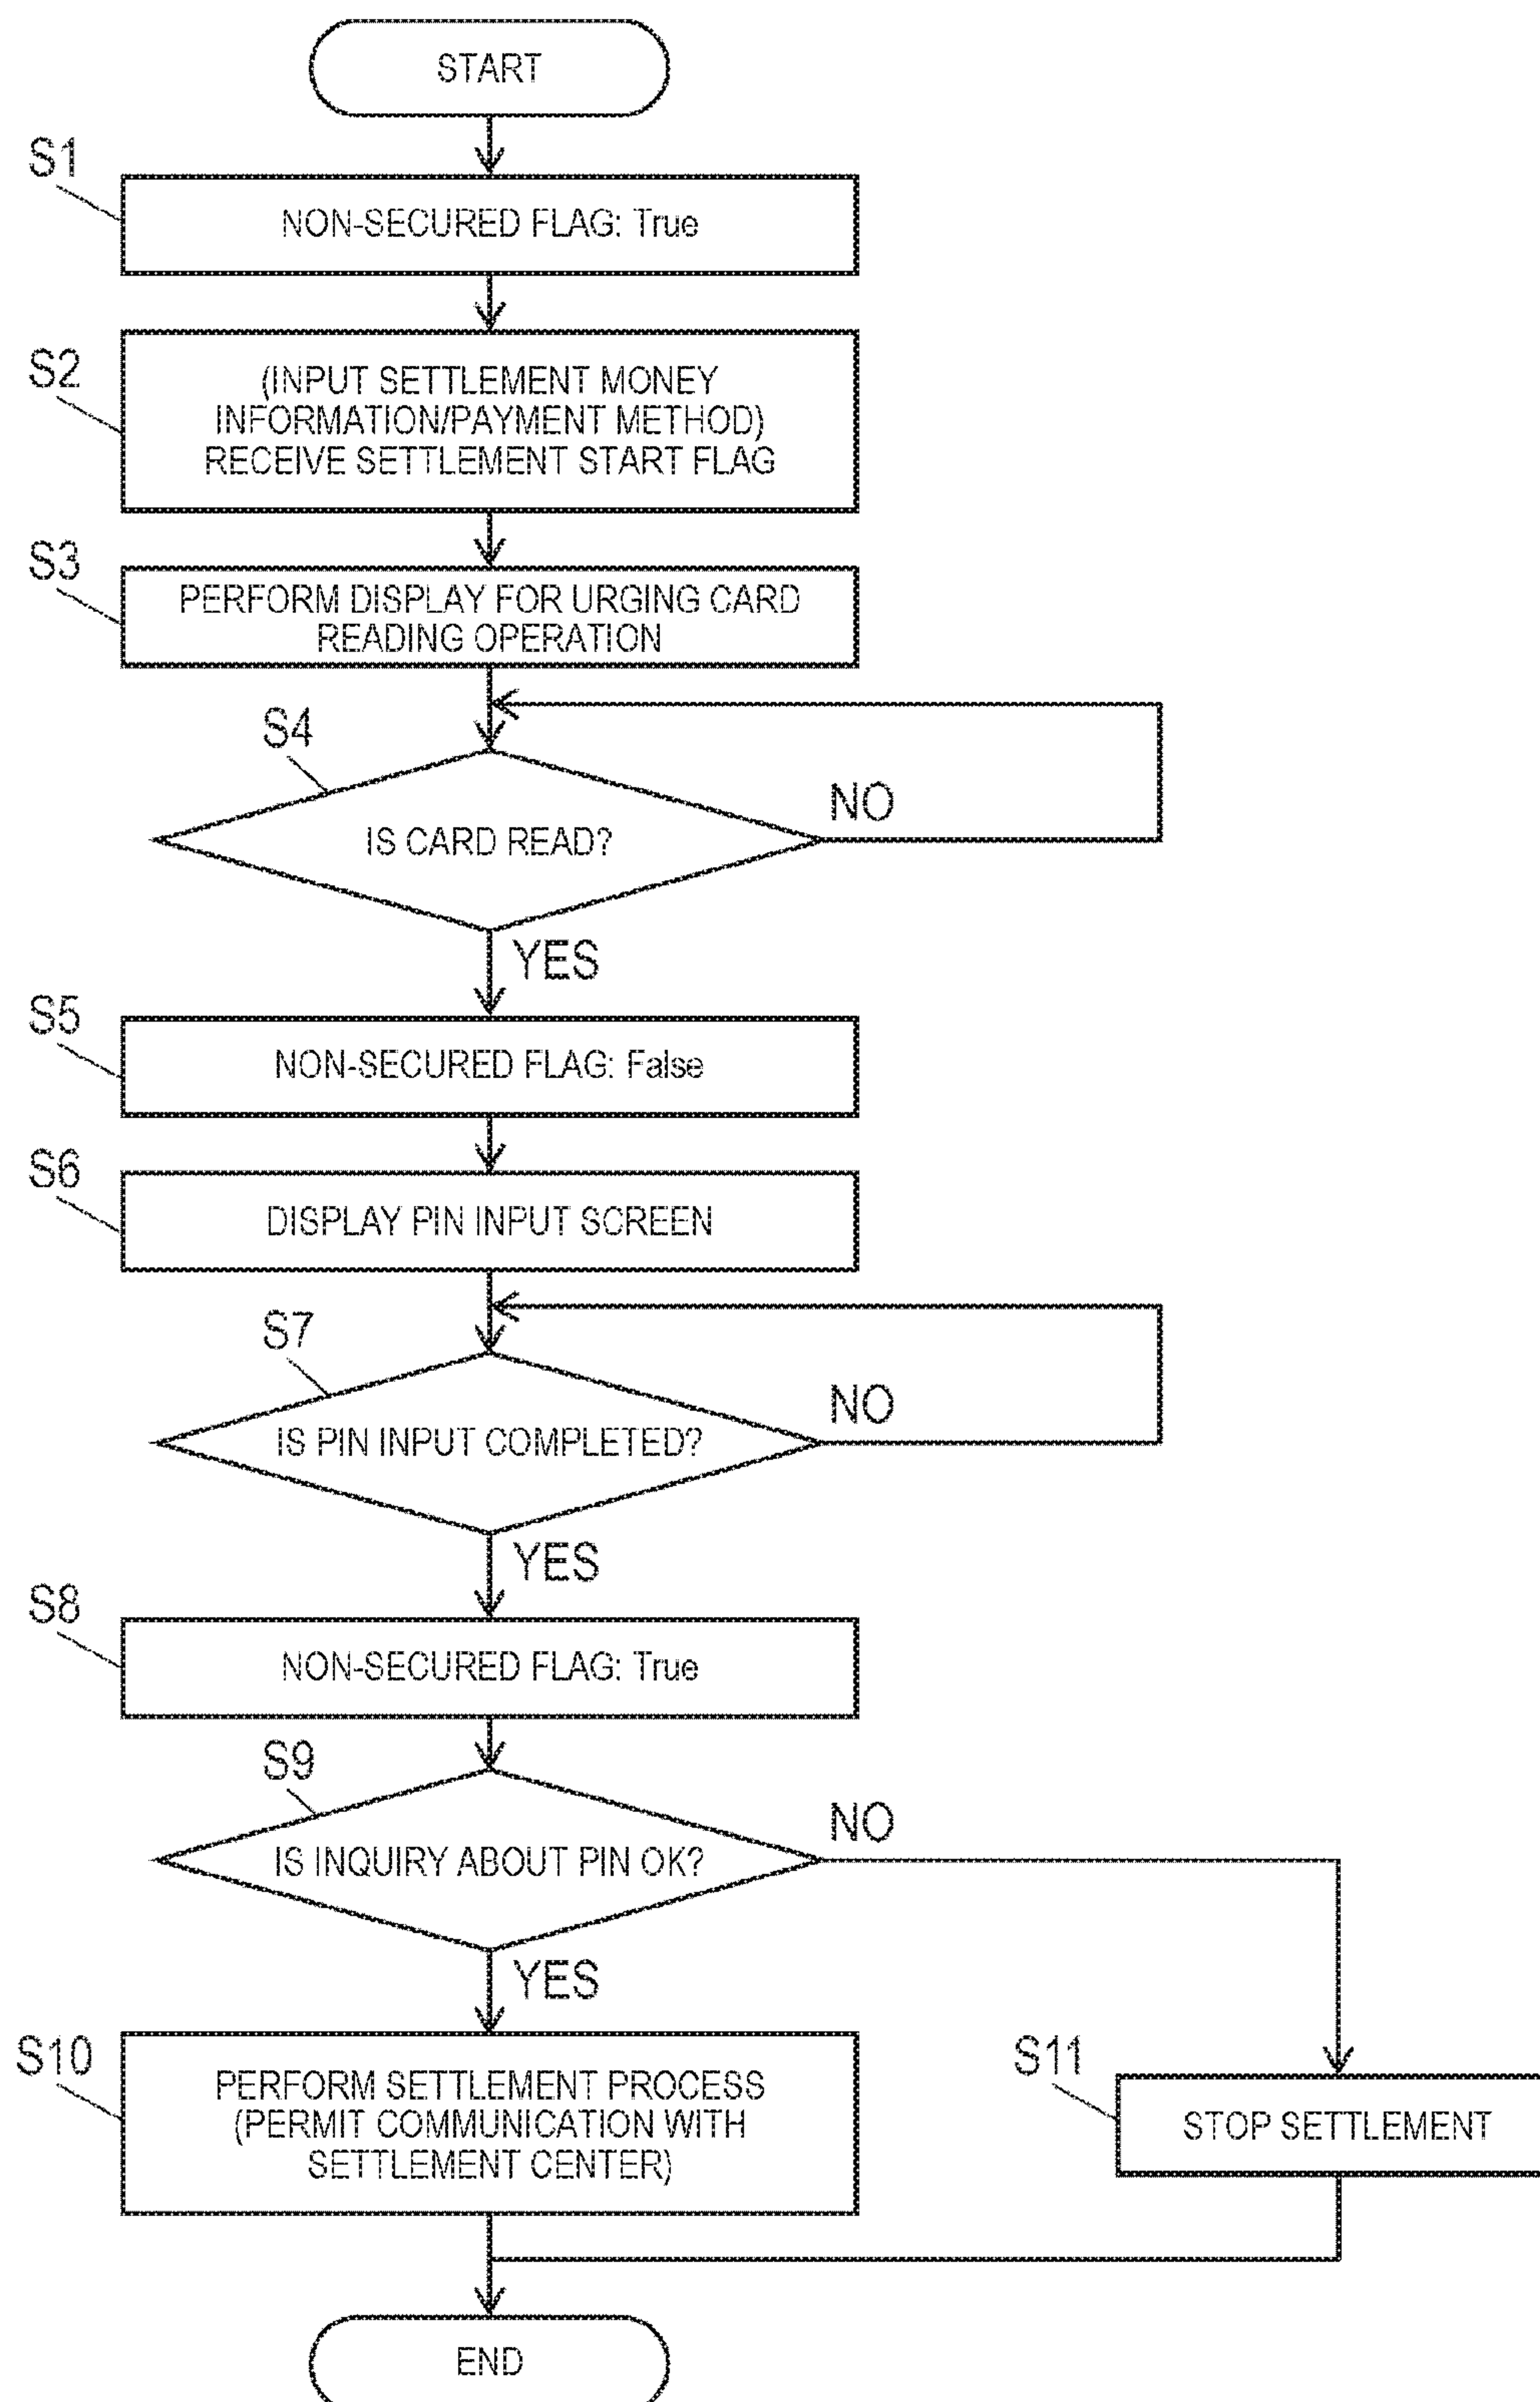 START
S1
NON-SECURED FLAG: True
S2
(INPUT SETTLEMENT MONEY
INFORMATION/PAYMENT METHOD)
RECEIVE SETTLEMENT START FLAG
S3
PERFORM DISPLAY FOR URGING CARD
READING OPERATION
S4
IS CARD READ?
NO
YES
S5
NON-SECURED FLAG: False
S6
DISPLAY PIN INPUT SCREEN
S7
IS PIN INPUT COMPLETED?
NO
YES
S8
NON-SECURED FLAG: True
S9
IS INQUIRY ABOUT PIN OK?
NO
YES
S10
PERFORM SETTLEMENT PROCESS
(PERMIT COMMUNICATION WITH
SETTLEMENT CENTER)
S11
STOP SETTLEMENT
END